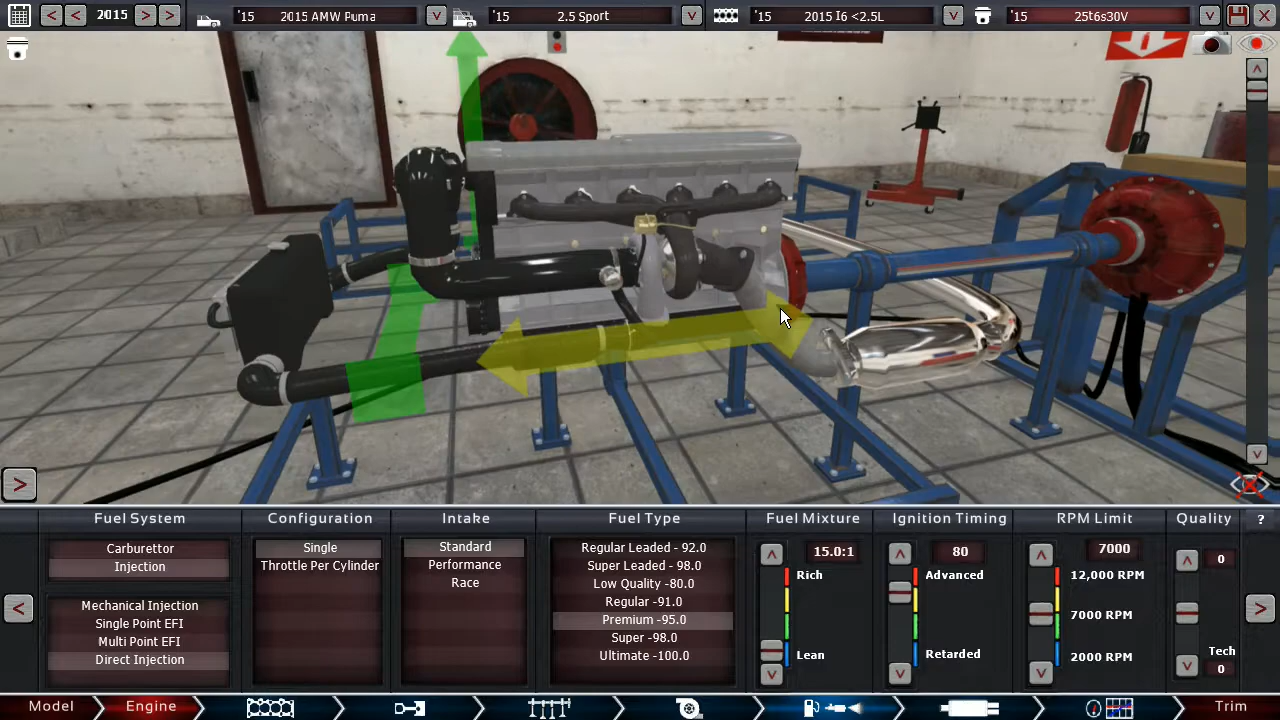 2015
'15 2015 AMW Puma
'15 2.5 Sport
'15 2015 I6 <2.5L
'15 25t6s30V
Fuel System
Carburettor
Injection
Mechanical Injection
Single Point EFI
Multi Point EFI
Direct Injection
Configuration
Single
Throttle Per Cylinder
Intake
Standard
Performance
Race
Fuel Type
Regular Leaded - 92.0
Super Leaded - 98.0
Low Quality -80.0
Regular -91.0
Premium -95.0
Super -98.0
Ultimate -100.0
Fuel Mixture
15.0:1
Rich
Lean
Ignition Timing
80
Advanced
Retarded
RPM Limit
7000
12,000 RPM
7000 RPM
2000 RPM
Quality
0
Tech
0
?
Model
Engine
Trim